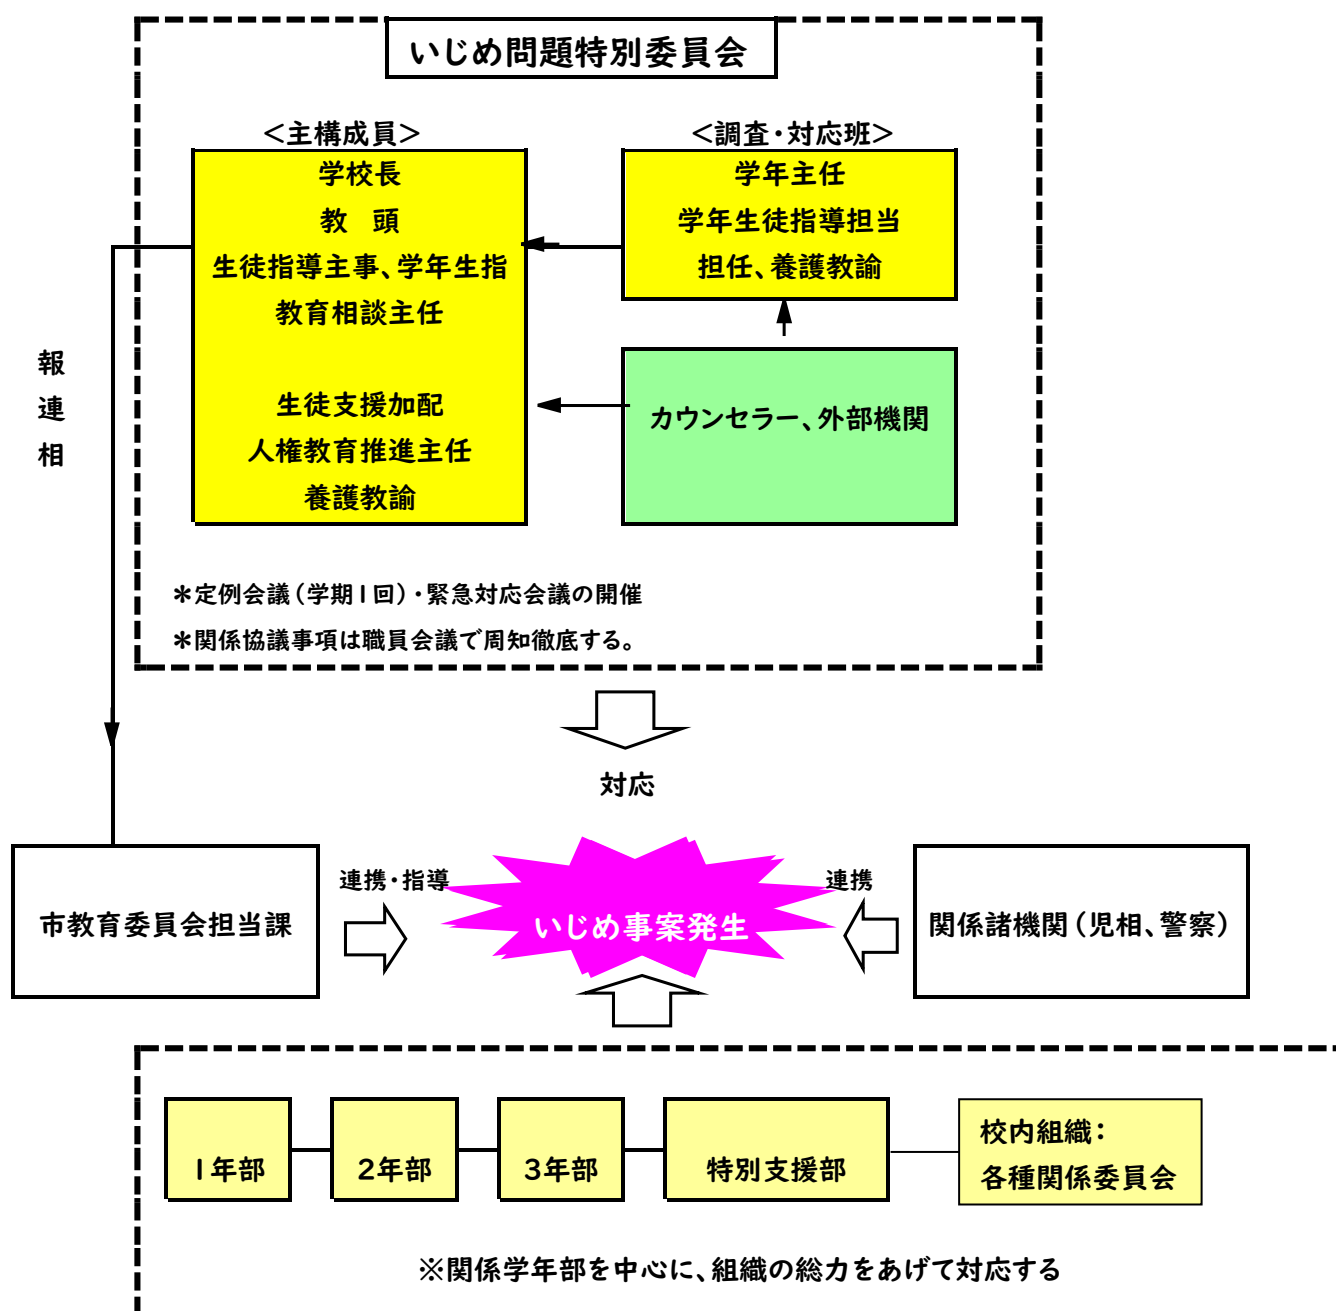 いじめ問題特別委員会
<主構成員>
学校長
教 頭
生徒指導主事、学年生指
教育相談主任
生徒支援加配
人権教育推進主任
養護教諭
<調査・対応班>
学年主任
学年生徒指導担当
担任、養護教諭
カウンセラー、外部機関
報
連
相
*定例会議(学期1回)・緊急対応会議の開催
*関係協議事項は職員会議で周知徹底する。
対応
市教育委員会担当課
連携・指導
いじめ事案発生
連携
関係諸機関(児相、警察)
1年部
2年部
3年部
特別支援部
校内組織:
各種関係委員会
※関係学年部を中心に、組織の総力をあげて対応する